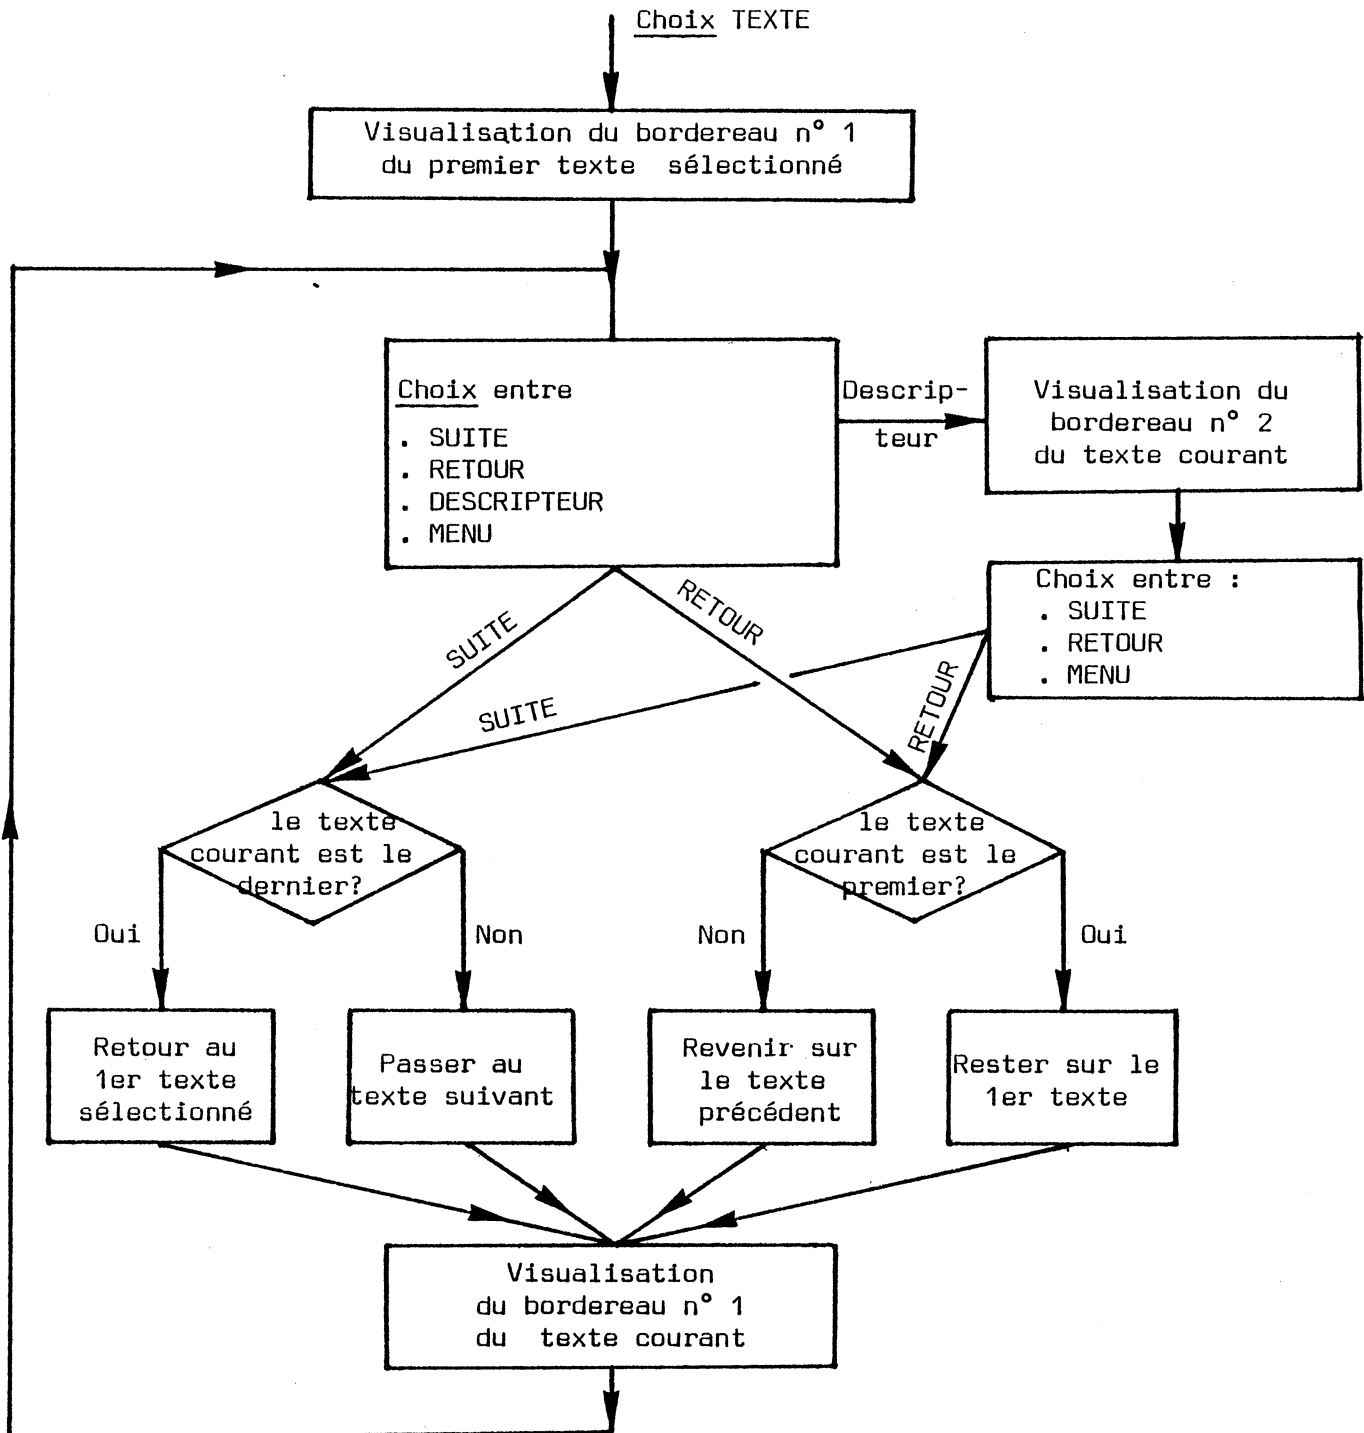 Choix TEXTE
Visualisation du bordereau n° 1
du premier texte sélectionné
Choix entre
. SUITE
. RETOUR
. DESCRIPTEUR
. MENU
Descrip-
teur
Visualisation du
bordereau n° 2
du texte courant
Choix entre :
. SUITE
. RETOUR
. MENU
SUITE
RETOUR
SUITE
RETOUR
le texte
courant est le
dernier?
le texte
courant est le
premier?
Oui
Non
Non
Oui
Retour au
1er texte
sélectionné
Passer au
texte suivant
Revenir sur
le texte
précédent
Rester sur le
1er texte
Visualisation
du bordereau n° 1
du texte courant